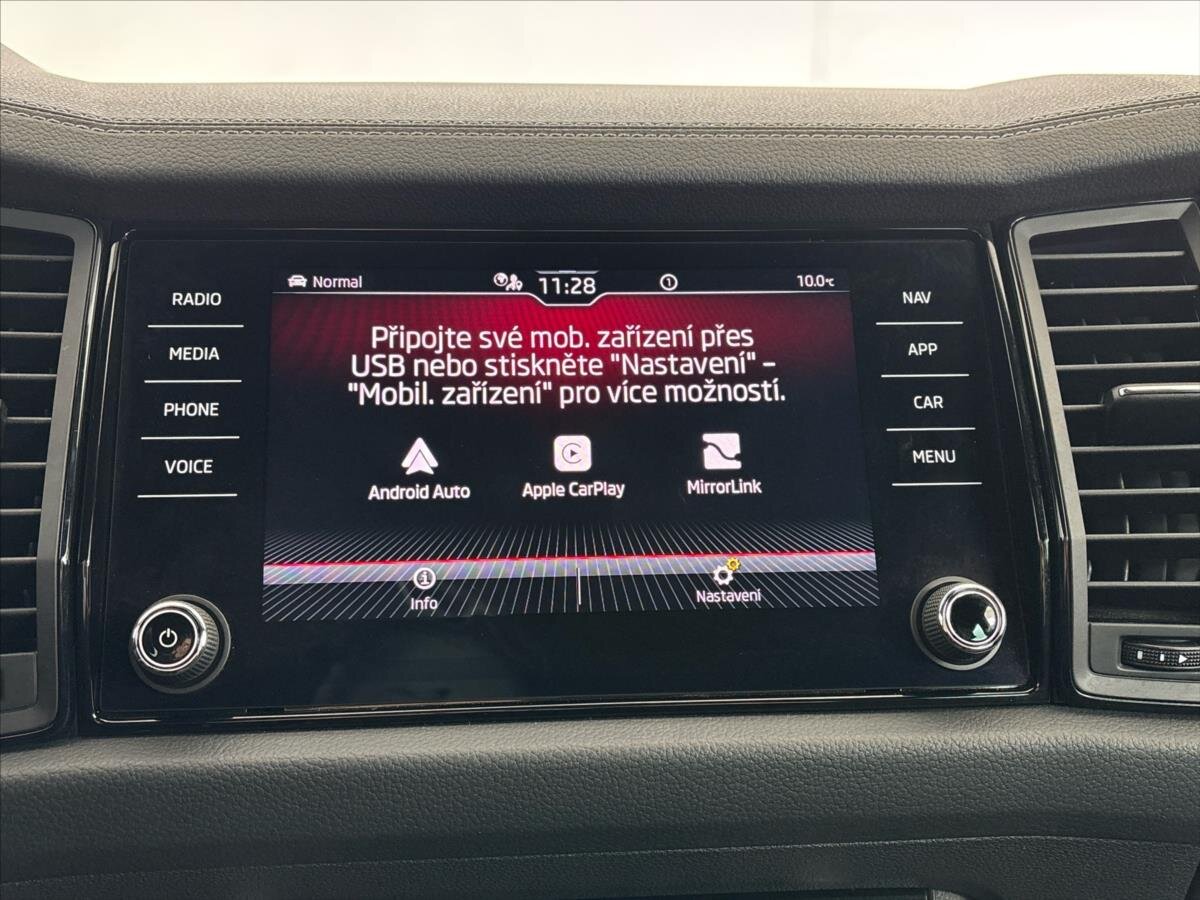 RADIO
MEDIA
PHONE
VOICE
Normal
11:28
1
10.0°C
Připojte své mob. zařízení přes
USB nebo stiskněte "Nastavení" –
"Mobil. zařízení" pro více možností.
Android Auto
Apple CarPlay
MirrorLink
Info
Nastavení
NAV
APP
CAR
MENU